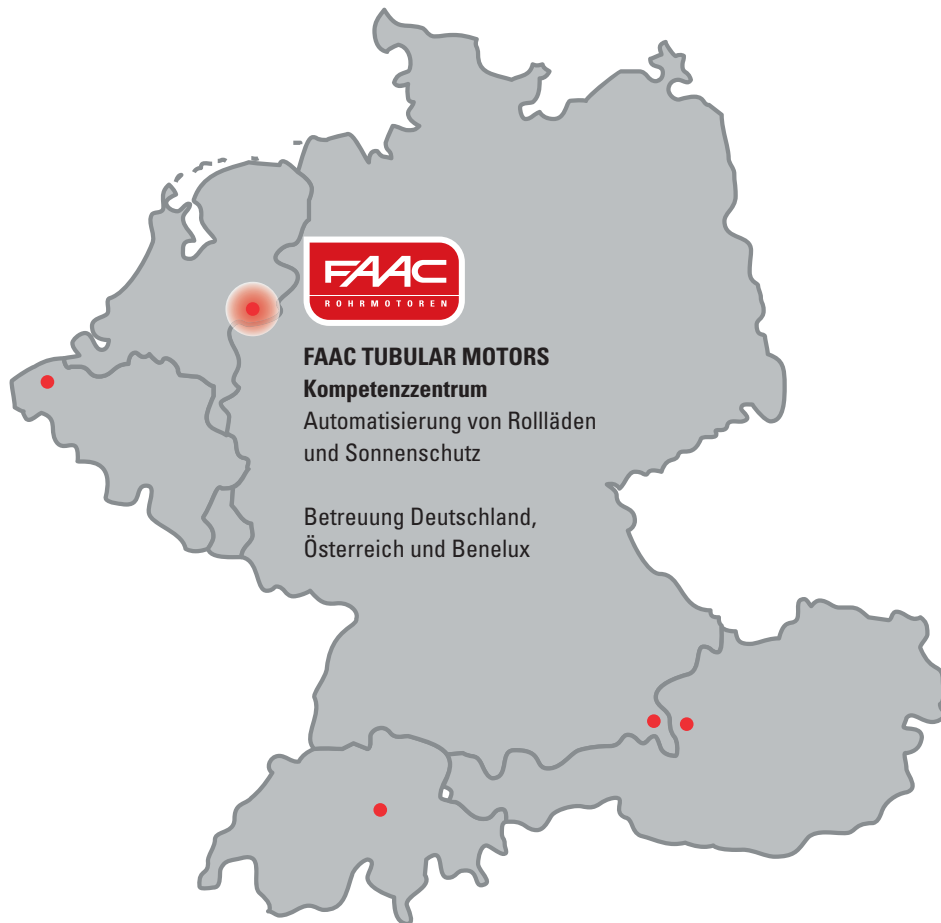 FAAC
ROHRMOTOREN
FAAC TUBULAR MOTORS
Kompetenzzentrum
Automatisierung von Rollläden
und Sonnenschutz
Betreuung Deutschland,
Österreich und Benelux